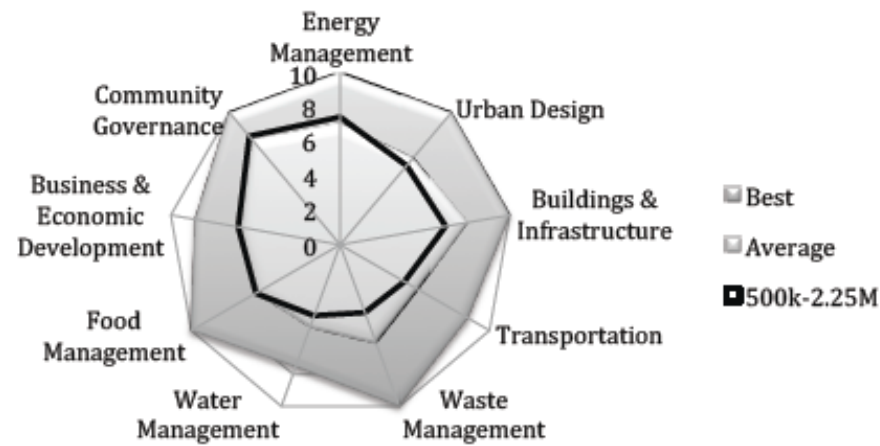 Energy
Management
10
8
6
4
2
0
Urban Design
Buildings &
Infrastructure
Transportation
Waste
Management
Water
Management
Food
Management
Business &
Economic
Development
Community
Governance
Best
Average
500k-2.25M